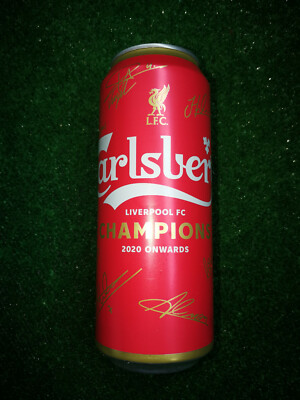 L.F.C.
Carlsberg
LIVERPOOL FC
CHAMPIONS
2020 ONWARDS